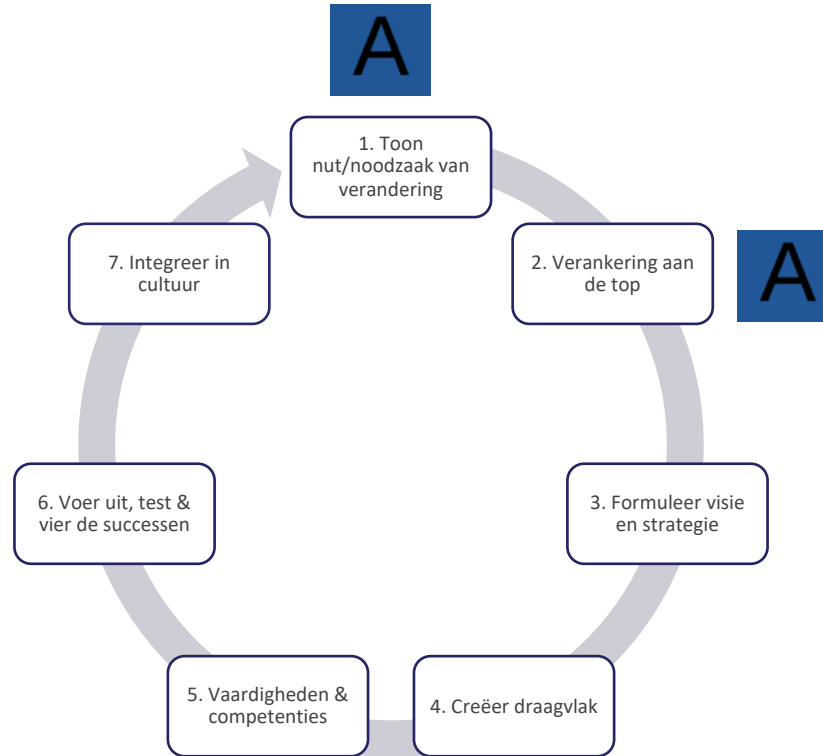 A
1. Toon
nut/noodzaak van
verandering
2. Verankering aan
de top
A
3. Formuleer visie
en strategie
4. Creëer draagvlak
5. Vaardigheden &
competenties
6. Voer uit, test &
vier de successen
7. Integreer in
cultuur